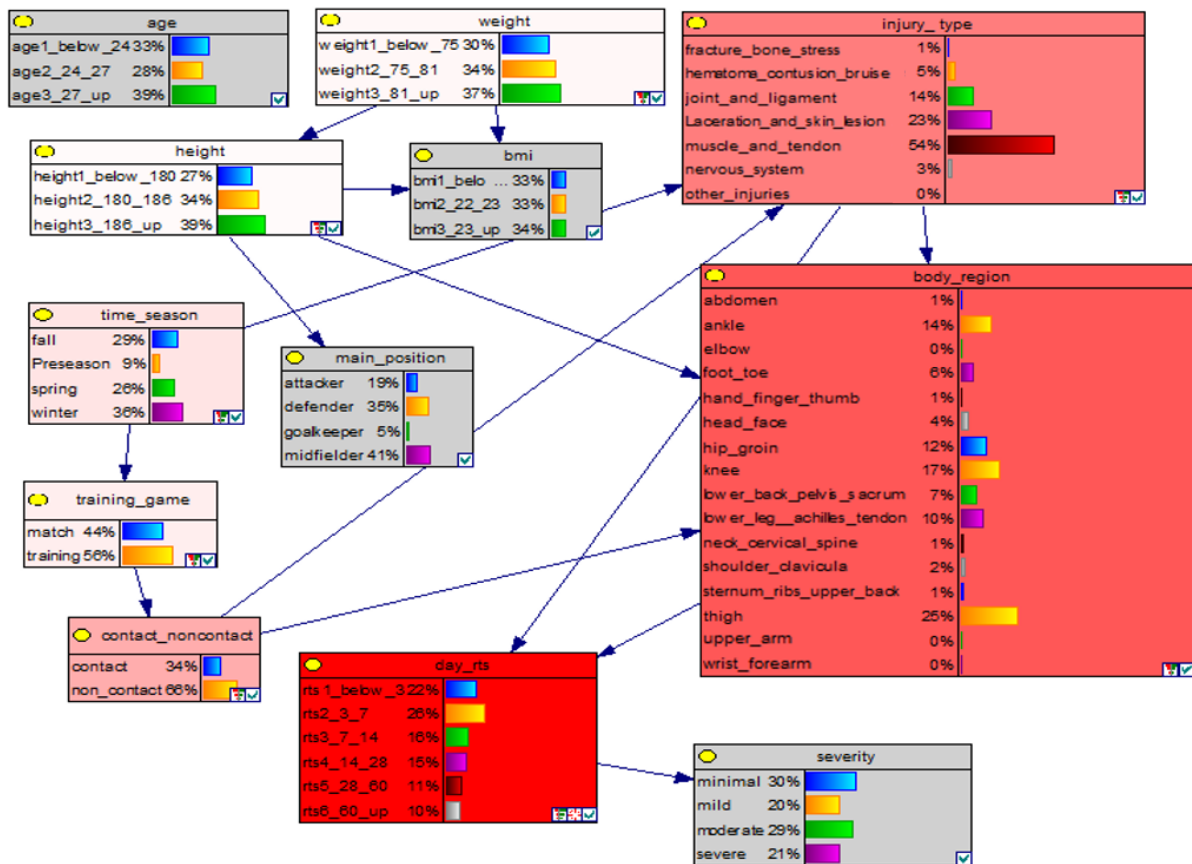 age
age1_below_24 33%
age2_24_27 28%
age3_27_up 39%
weight
weight1_below_75 30%
weight2_75_81 34%
weight3_81_up 37%
injury_type
fracture_bone_stress 1%
hematoma_contusion_bruise 5%
joint_and_ligament 14%
Laceration_and_skin_lesion 23%
muscle_and_tendon 54%
nervous_system 3%
other_injuries 0%
height
height1_below_180 27%
height2_180_186 34%
height3_186_up 39%
bmi
bmi1_belo ... 33%
bmi2_22_23 33%
bmi3_23_up 34%
body_region
abdomen 1%
ankle 14%
elbow 0%
foot_toe 6%
hand_finger_thumb 1%
head_face 4%
hip_groin 12%
knee 17%
lower_back_pelvis_sacrum 7%
lower_leg__achilles_tendon 10%
neck_cervical_spine 1%
shoulder_clavicula 2%
sternum_ribs_upper_back 1%
thigh 25%
upper_arm 0%
wrist_forearm 0%
time_season
fall 29%
Preseason 9%
spring 26%
winter 36%
main_position
attacker 19%
defender 35%
goalkeeper 5%
midfielder 41%
training_game
match 44%
training 56%
contact_noncontact
contact 34%
non_contact 66%
day_rts
rts1_below_3 22%
rts2_3_7 26%
rts3_7_14 16%
rts4_14_28 15%
rts5_28_60 11%
rts6_60_up 10%
severity
minimal 30%
mild 20%
moderate 29%
severe 21%